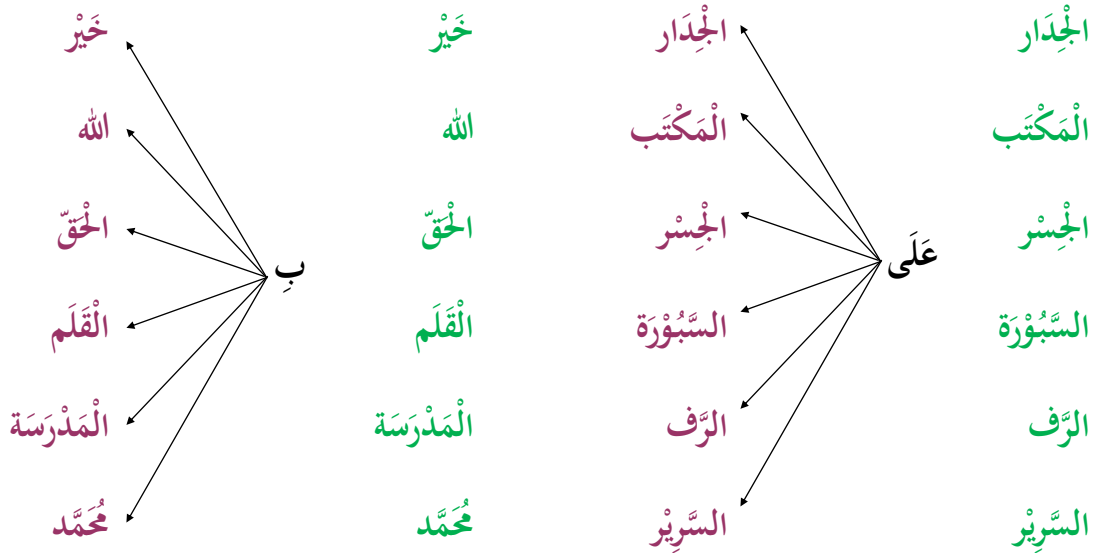 الْجِدَار عَلَى الْجِدَار خَيْر بِ خَيْر
الْمَكْتَب الْمَكْتَب الله الله
الْجِسْر الْجِسْر الْحَقّ الْحَقّ
السَّبُوْرَة السَّبُوْرَة الْقَلَم الْقَلَم
الرَّف الرَّف الْمَدْرَسَة الْمَدْرَسَة
السَّرِيْر السَّرِيْر مُحَمَّد مُحَمَّد